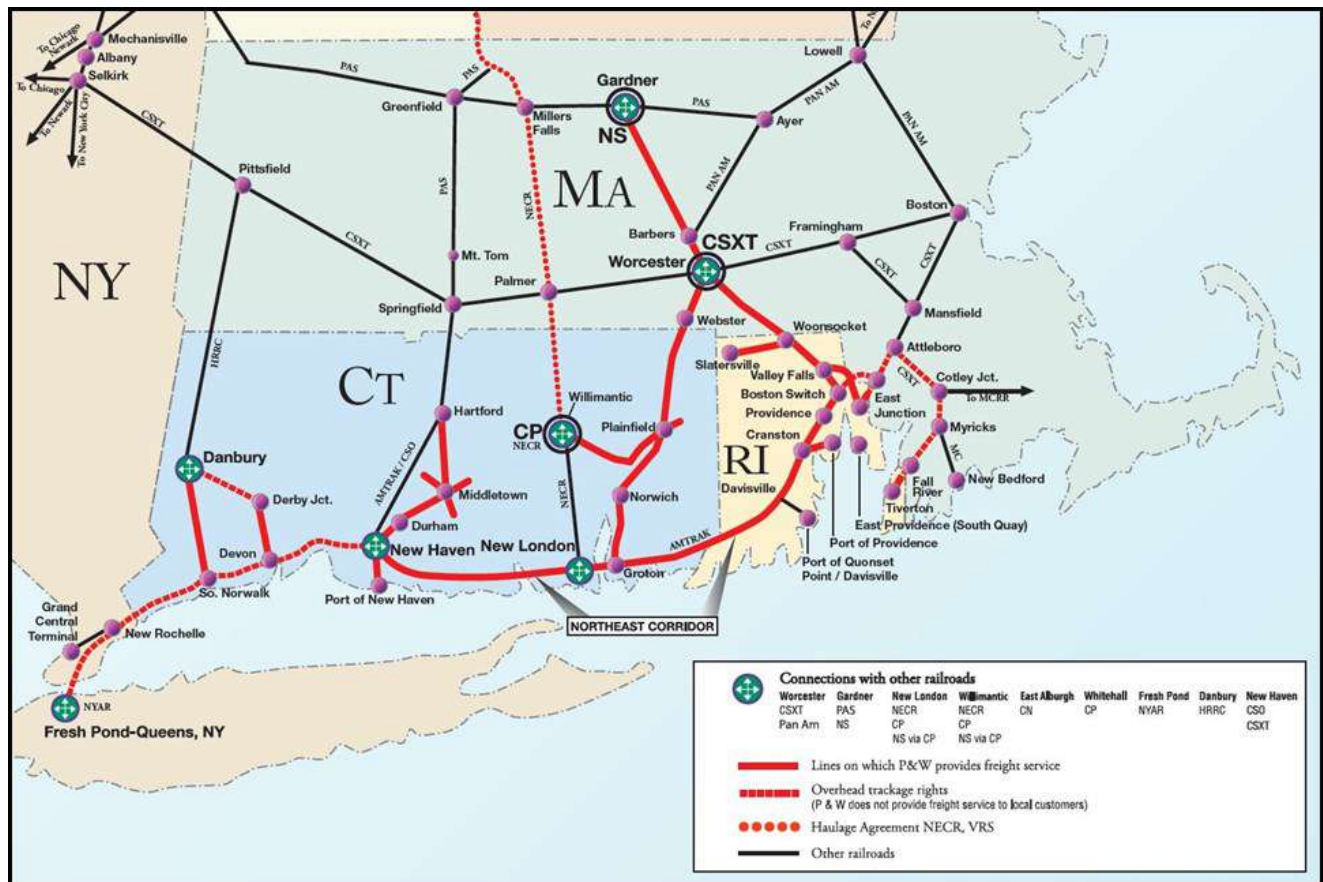 To Chicago
Newark
Mechanisville
Albany
Selkirk
To Chicago
To Newark
To New York City
CSXT
Pittsfield
CSXT
HRRC
NY
PAS
PAS
Greenfield
Millers
Falls
Gardner
NS
PAS
Ayer
PAN AM
Lowell
To N
PAN AM
PAN AM
PAS
NECR
MA
Mt. Tom
Palmer
Springfield
Barbers
CSXT
Worcester
CSXT
Framingham
Boston
CSXT
CSXT
Mansfield
Webster
Woonsocket
Slatersville
Valley Falls
Boston Switch
Providence
Cranston
Attleboro
CSXT
Cotley Jct.
To MCRR
East
Junction
Myricks
MC
New Bedford
Fall
River
Tiverton
East Providence (South Quay)
Port of Providence
Port of Quonset
Point / Davisville
Davisville
RI
CT
Hartford
Willimantic
CP
NECR
Plainfield
Norwich
NECR
AMTRAK / CSO
Middletown
Durham
Danbury
Derby Jct.
Devon
New Haven
New London
Groton
AMTRAK
So. Norwalk
Port of New Haven
NORTHEAST CORRIDOR
Grand
Central
Terminal
New Rochelle
NYAR
Fresh Pond-Queens, NY
Connections with other railroads
Worcester Gardner New London Willimantic East Alburgh Whitehall Fresh Pond Danbury New Haven
CSXT PAS NECR NECR CN CP NYAR HRRC CSO
Pan Am NS CP CP CSXT
NS via CP NS via CP
Lines on which P&W provides freight service
Overhead trackage rights
(P & W does not provide freight service to local customers)
Haulage Agreement NECR, VRS
Other railroads